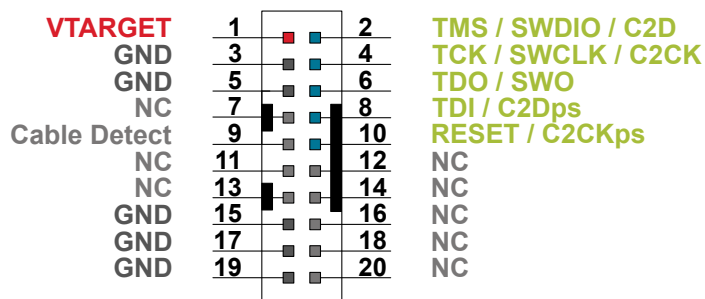 VTARGET 1 2 TMS / SWDIO / C2D
GND 3 4 TCK / SWCLK / C2CK
GND 5 6 TDO / SWO
NC 7 8 TDI / C2Dps
Cable Detect 9 10 RESET / C2CKps
NC 11 12 NC
NC 13 14 NC
GND 15 16 NC
GND 17 18 NC
GND 19 20 NC